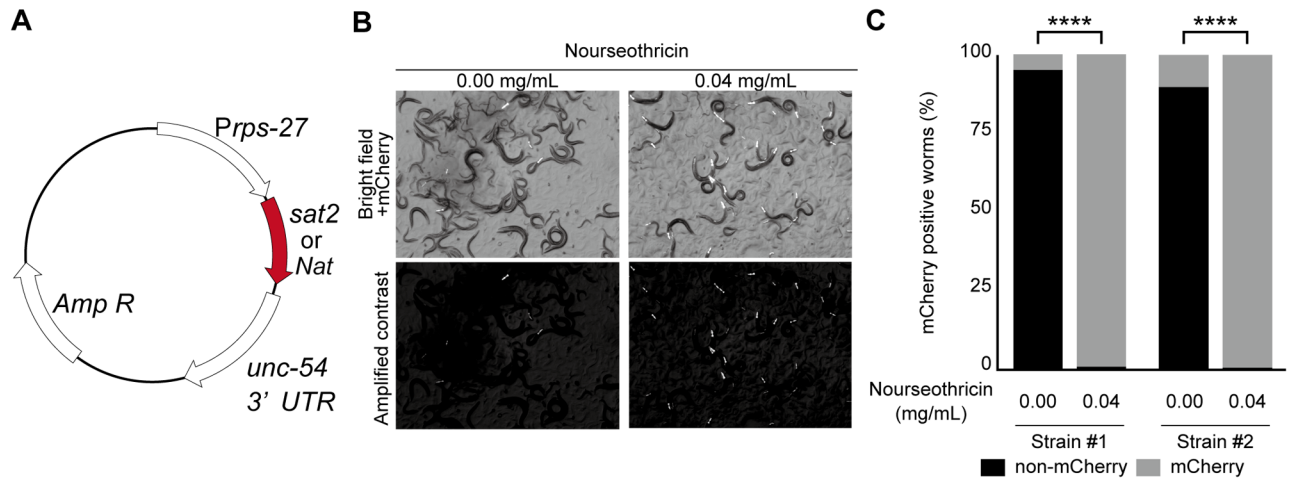 A
Prps-27
sat2
or
Nat
Amp R
unc-54
3’ UTR
B
Nourseothricin
0.00 mg/mL
0.04 mg/mL
Bright field
+mCherry
Amplified contrast
C
****
****
mCherry positive worms (%)
100
75
50
25
0
Nourseothricin
(mg/mL)
0.00
0.04
0.00
0.04
Strain #1
Strain #2
non-mCherry
mCherry